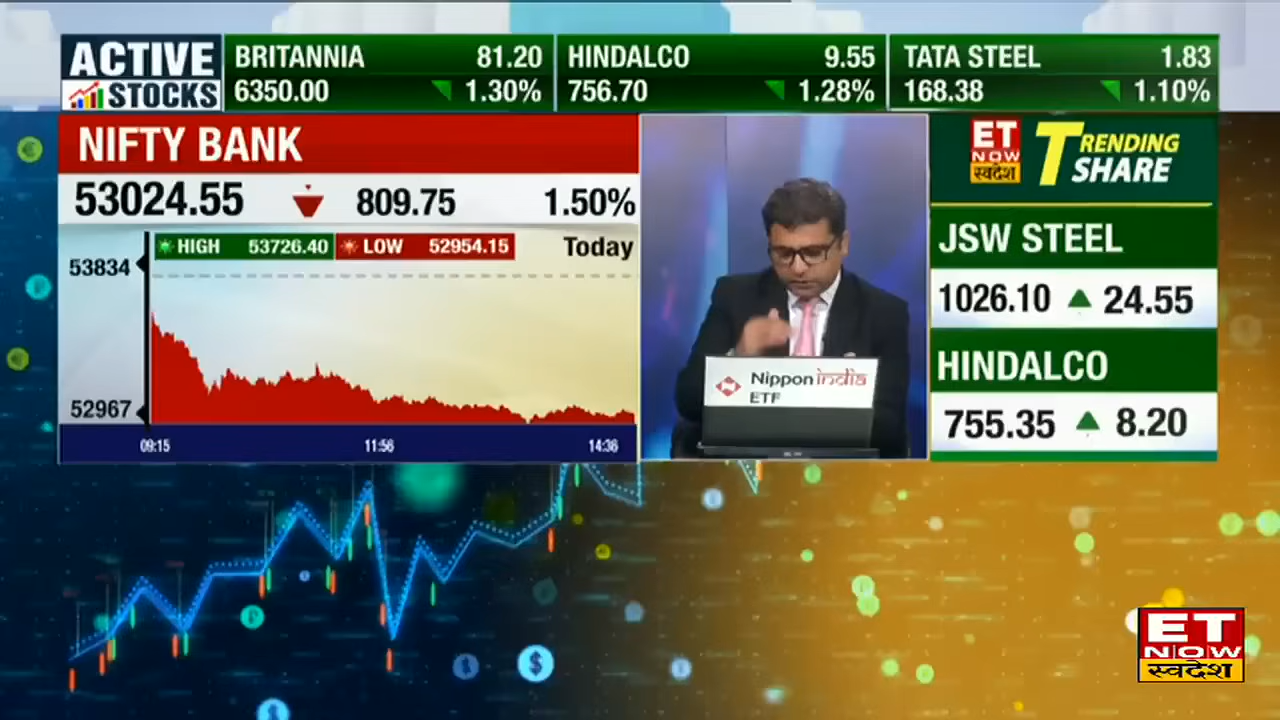 ACTIVE
STOCKS
BRITANNIA 81.20
6350.00 1.30%
HINDALCO 9.55
756.70 1.28%
TATA STEEL 1.83
168.38 1.10%
NIFTY BANK
53024.55 809.75 1.50%
HIGH 53726.40 LOW 52954.15 Today
53834
52967
09:15 11:56 14:36
Nippon india
ETF
ET
NOW
स्वदेश
TRENDING
SHARE
JSW STEEL
1026.10 24.55
HINDALCO
755.35 8.20
ET
NOW
स्वदेश